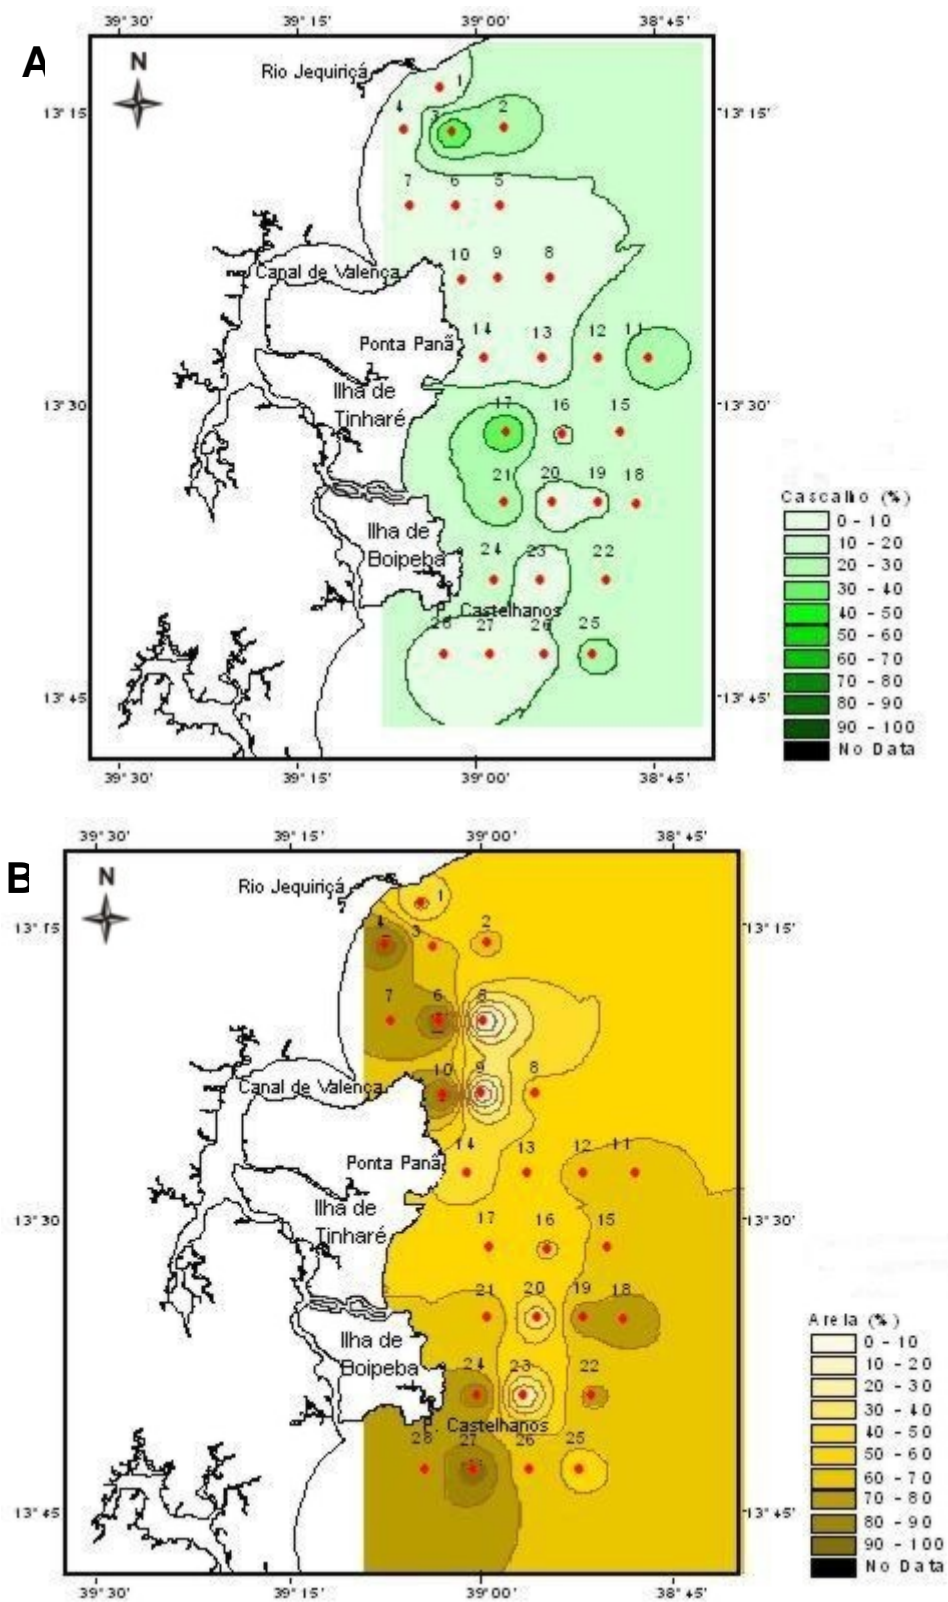 39° 30' 39° 15' 39° 00' 38° 45'
A
N
Rio Jequiriçá
1
13° 15' 4 3 2 13° 15'
7 6 5
10 9 8
Canal de Valença
14 13 12 11
Ponta Panã
Ilha de
Tinharé
13° 30' 17 16 15 13° 30'
21 20 19 18
Cascalho (%)
0 - 10
10 - 20
20 - 30
30 - 40
40 - 50
50 - 60
60 - 70
70 - 80
80 - 90
90 - 100
No Data
Ilha de
Boipeba
24 23 22
Castelhanos
28 27 26 25
13° 45' 13° 45'
39° 30' 39° 15' 39° 00' 38° 45'
39° 30' 39° 15' 39° 00' 38° 45'
B
N
Rio Jequiriçá
1
13° 15' 4 3 2 13° 15'
7 6 5
10 9 8
Canal de Valença
14 13 12 11
Ponta Panã
Ilha de
Tinharé
13° 30' 17 16 15 13° 30'
21 20 19 18
Areia (%)
0 - 10
10 - 20
20 - 30
30 - 40
40 - 50
50 - 60
60 - 70
70 - 80
80 - 90
90 - 100
No Data
Ilha de
Boipeba
24 23 22
Castelhanos
28 27 26 25
13° 45' 13° 45'
39° 30' 39° 15' 39° 00' 38° 45'